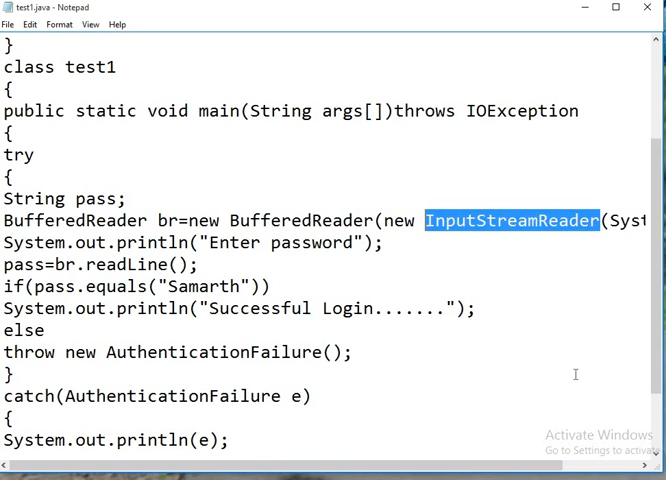 test1.java - Notepad
File Edit Format View Help
}
class test1
{
public static void main(String args[])throws IOException
{
try
{
String pass;
BufferedReader br=new BufferedReader(new InputStreamReader(Syst
System.out.println("Enter password");
pass=br.readLine();
if(pass.equals("Samarth"))
System.out.println("Successful Login.......");
else
throw new AuthenticationFailure();
}
catch(AuthenticationFailure e)
{
System.out.println(e);
Activate Windows
Go to Settings to activate